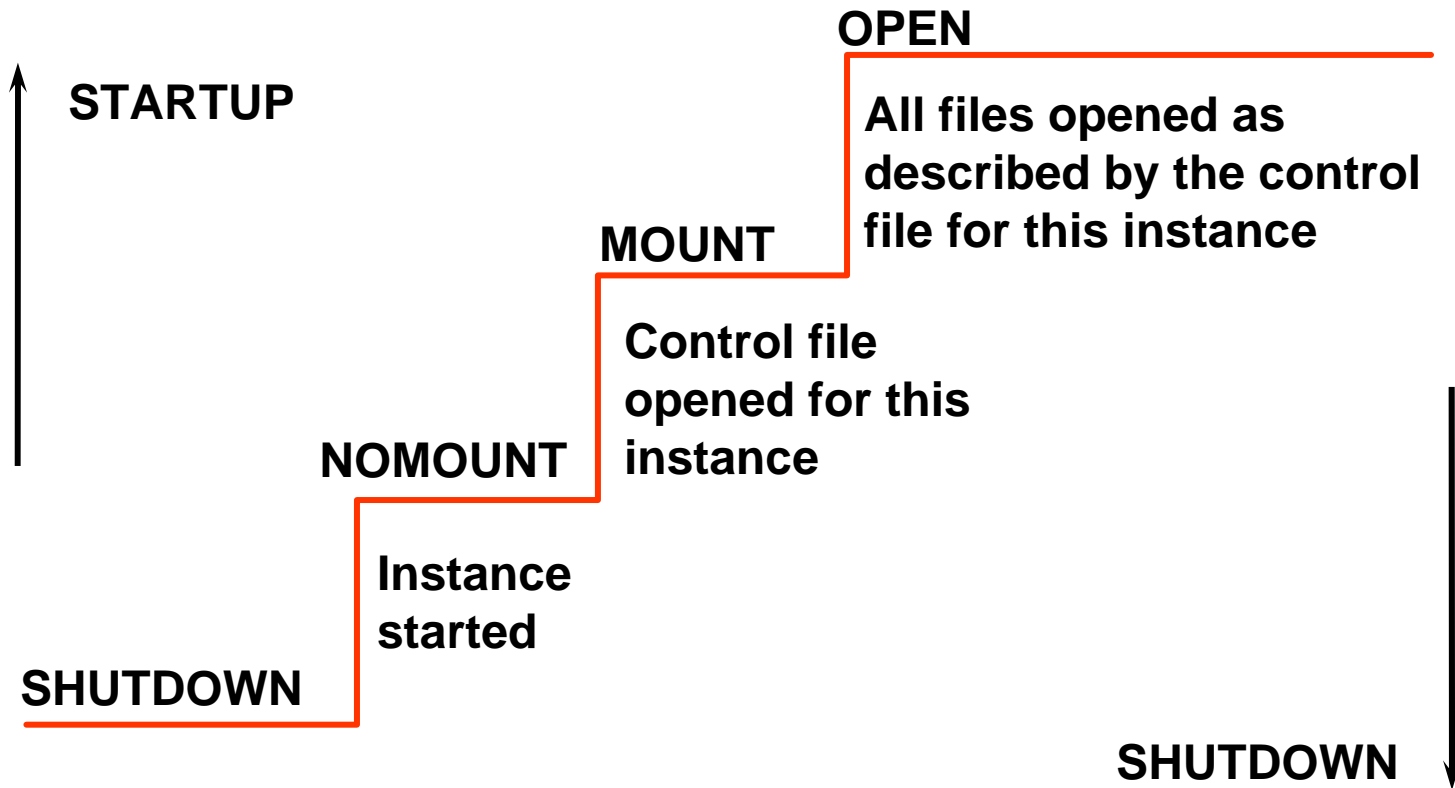 OPEN
STARTUP
All files opened as
described by the control
file for this instance
MOUNT
Control file
opened for this
instance
NOMOUNT
Instance
started
SHUTDOWN
SHUTDOWN